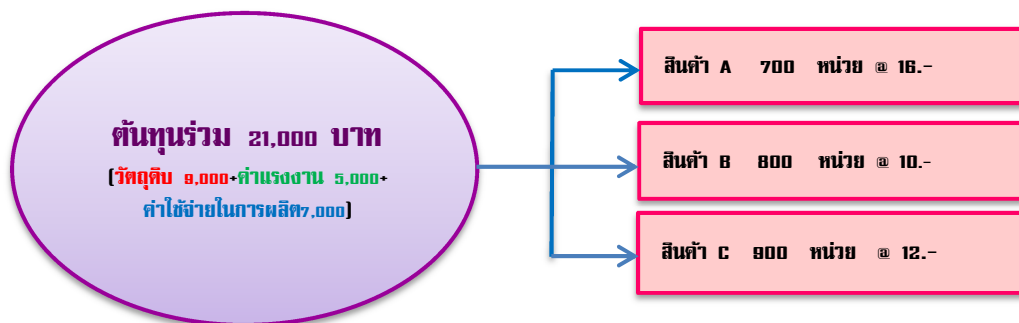 ต้นทุนร่วม 21,000 บาท
(วัตถุดิบ 9,000+ค่าแรงงาน 5,000+
ค่าใช้จ่ายในการผลิต7,000)
สินค้า A 700 หน่วย @ 16.-
สินค้า B 800 หน่วย @ 10.-
สินค้า C 900 หน่วย @ 12.-